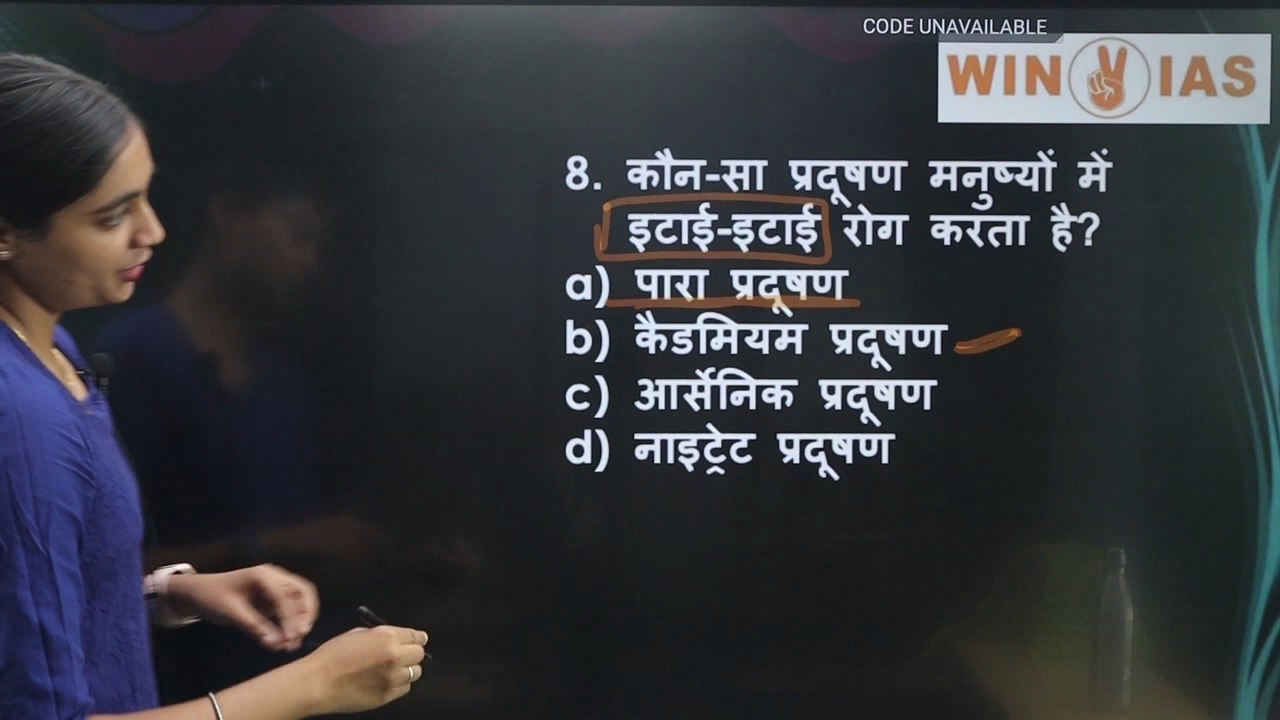 CODE UNAVAILABLE
WIN IAS
8. कौन-सा प्रदूषण मनुष्यों में
इटाई-इटाई रोग करता है?
a) पारा प्रदूषण
b) कैडमियम प्रदूषण
c) आर्सेनिक प्रदूषण
d) नाइट्रेट प्रदूषण